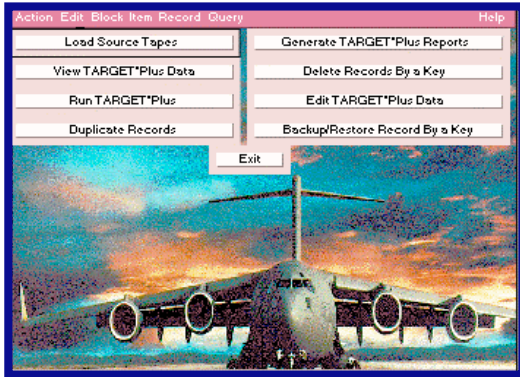 Action Edit Block Item Record Query Help
Load Source Tapes
Generate TARGET*Plus Reports
View TARGET*Plus Data
Delete Records By a Key
Run TARGET*Plus
Edit TARGET*Plus Data
Duplicate Records
Backup/Restore Record By a Key
Exit